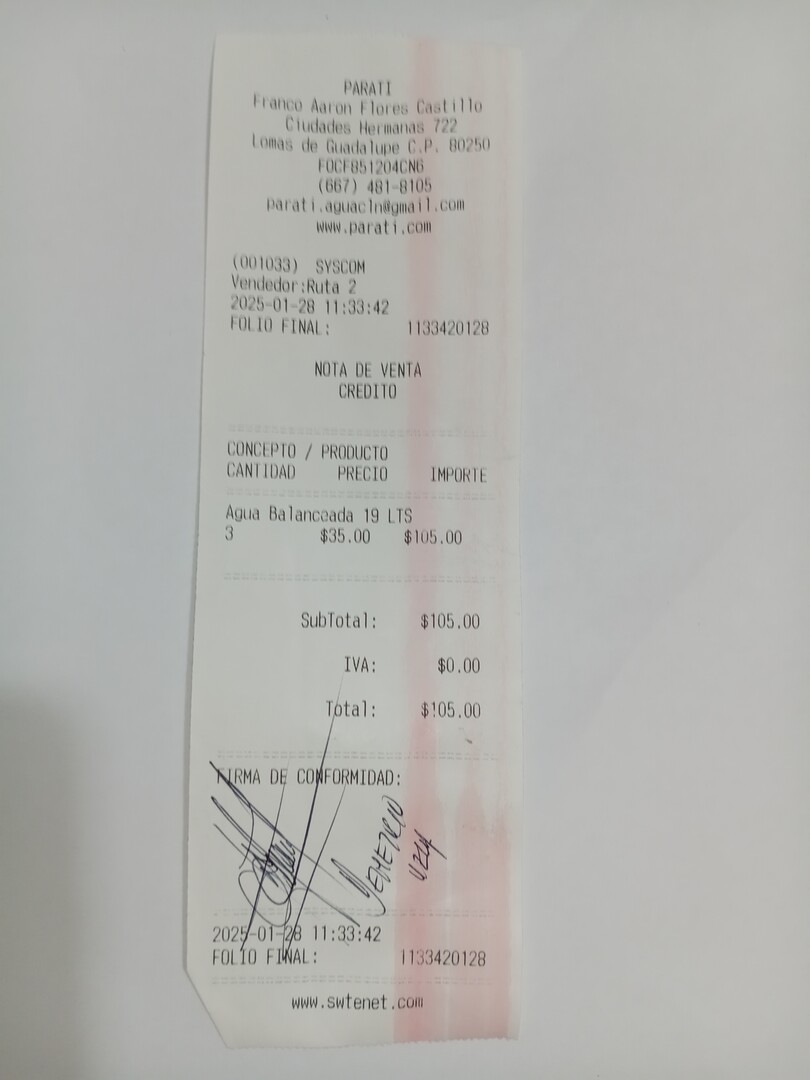 PARATI
Franco Aaron Flores Castillo
Ciudades Hermanas 722
Lomas de Guadalupe C.P. 80250
FOCF851204CN6
(667) 481-8105
parati.aguacln@gmail.com
www.parati.com
(001033) SYSCOM
Vendedor:Ruta 2
2025-01-28 11:33:42
FOLIO FINAL: 1133420128
NOTA DE VENTA
CREDITO
CONCEPTO / PRODUCTO
CANTIDAD PRECIO IMPORTE
Agua Balanceada 19 LTS
3 $35.00 $105.00
SubTotal: $105.00
IVA: $0.00
Total: $105.00
FIRMA DE CONFORMIDAD:
2025-01-28 11:33:42
FOLIO FINAL: 1133420128
www.swtenet.com